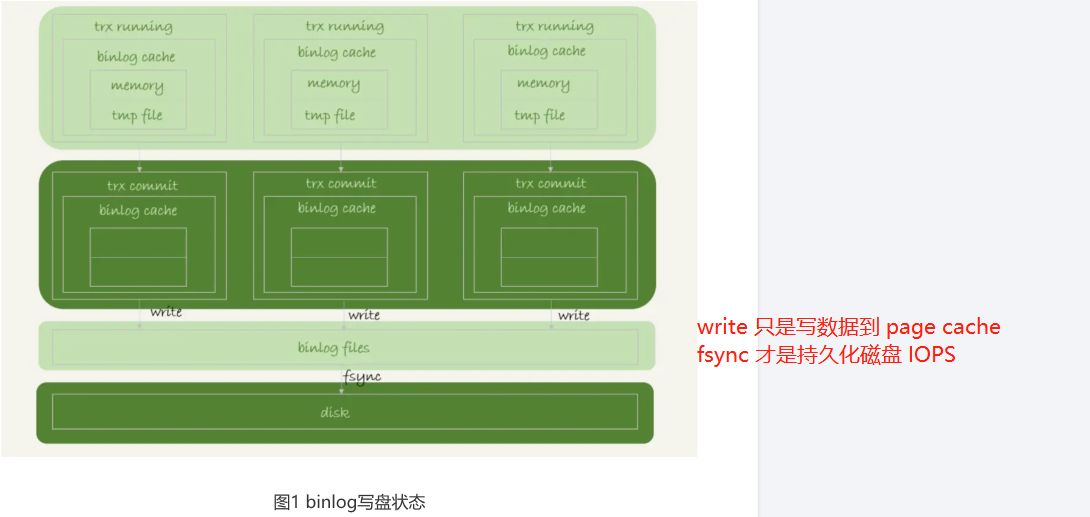 trx running trx running trx running
binlog cache binlog cache binlog cache
memory memory memory
tmp file tmp file tmp file
trx commit trx commit trx commit
binlog cache binlog cache binlog cache
write write write
binlog files
fsync
disk
write 只是写数据到 page cache
fsync 才是持久化磁盘 IOPS
图1 binlog写盘状态